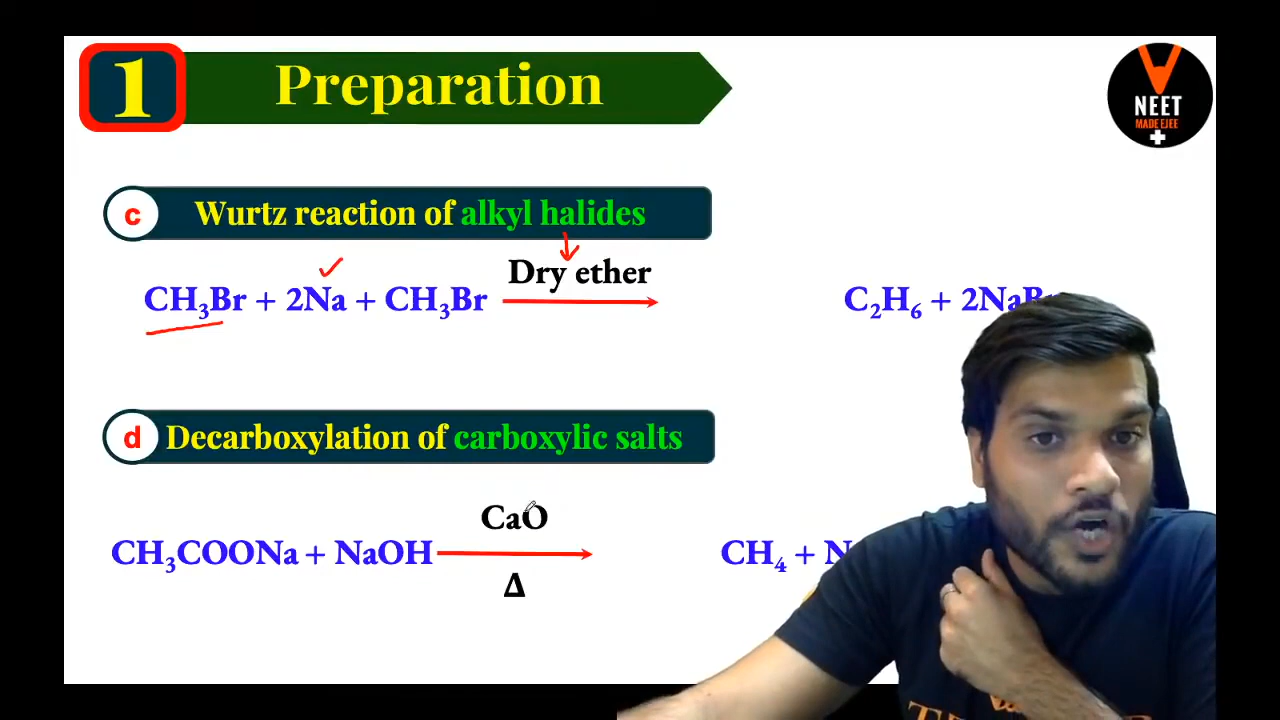 1 Preparation
NEET
MADE EJEE
c Wurtz reaction of alkyl halides
Dry ether
CH₃Br + 2Na + CH₃Br C₂H₆ + 2NaBr
d Decarboxylation of carboxylic salts
CaO
CH₃COONa + NaOH CH₄ +
Δ